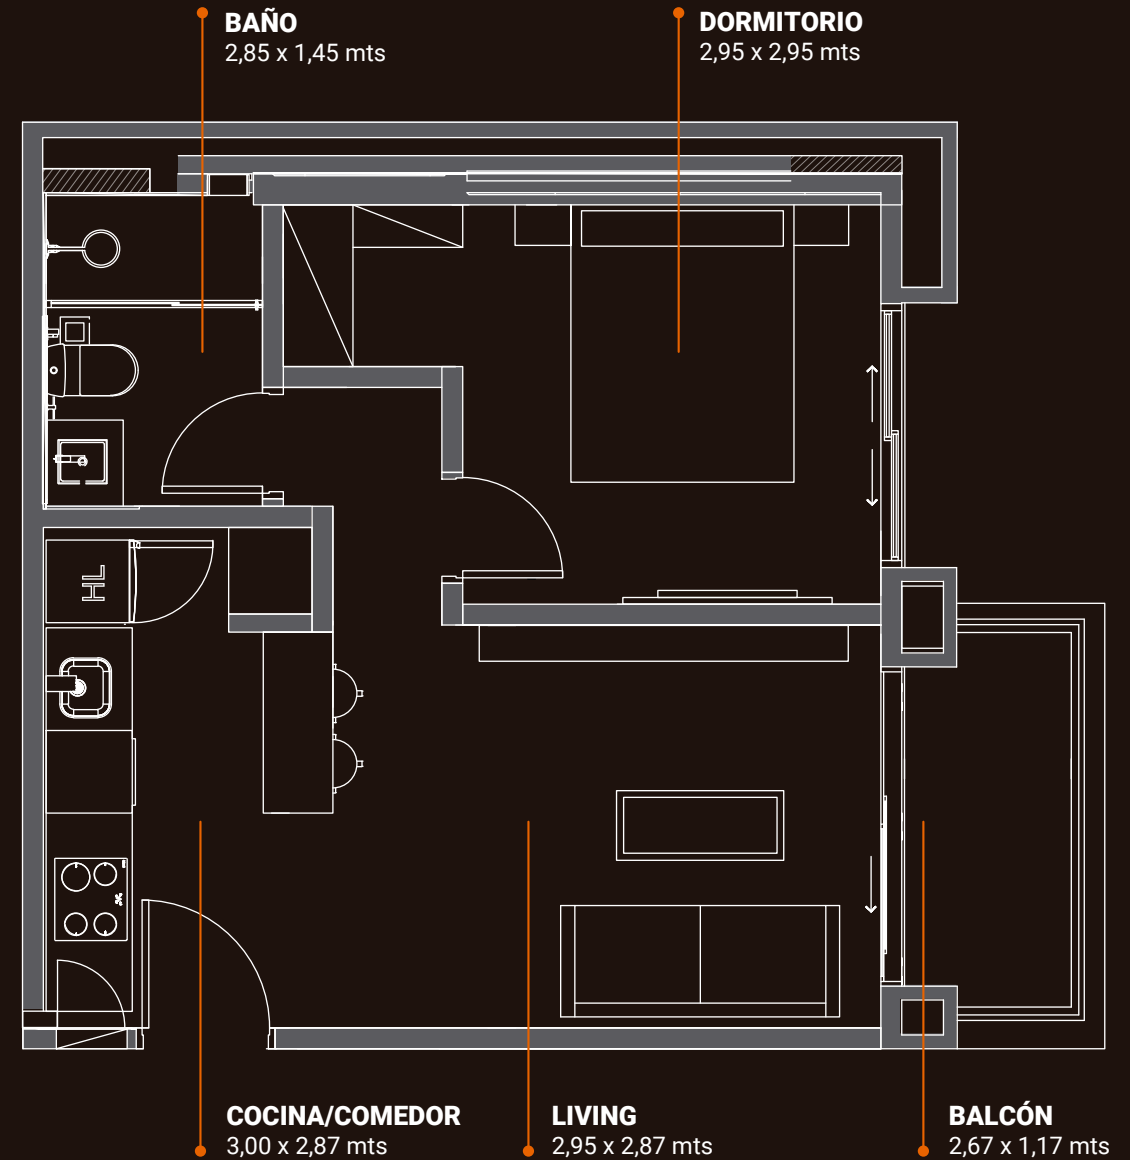 BAÑO
2,85 x 1,45 mts
DORMITORIO
2,95 x 2,95 mts
HL
COCINA/COMEDOR
3,00 x 2,87 mts
LIVING
2,95 x 2,87 mts
BALCÓN
2,67 x 1,17 mts